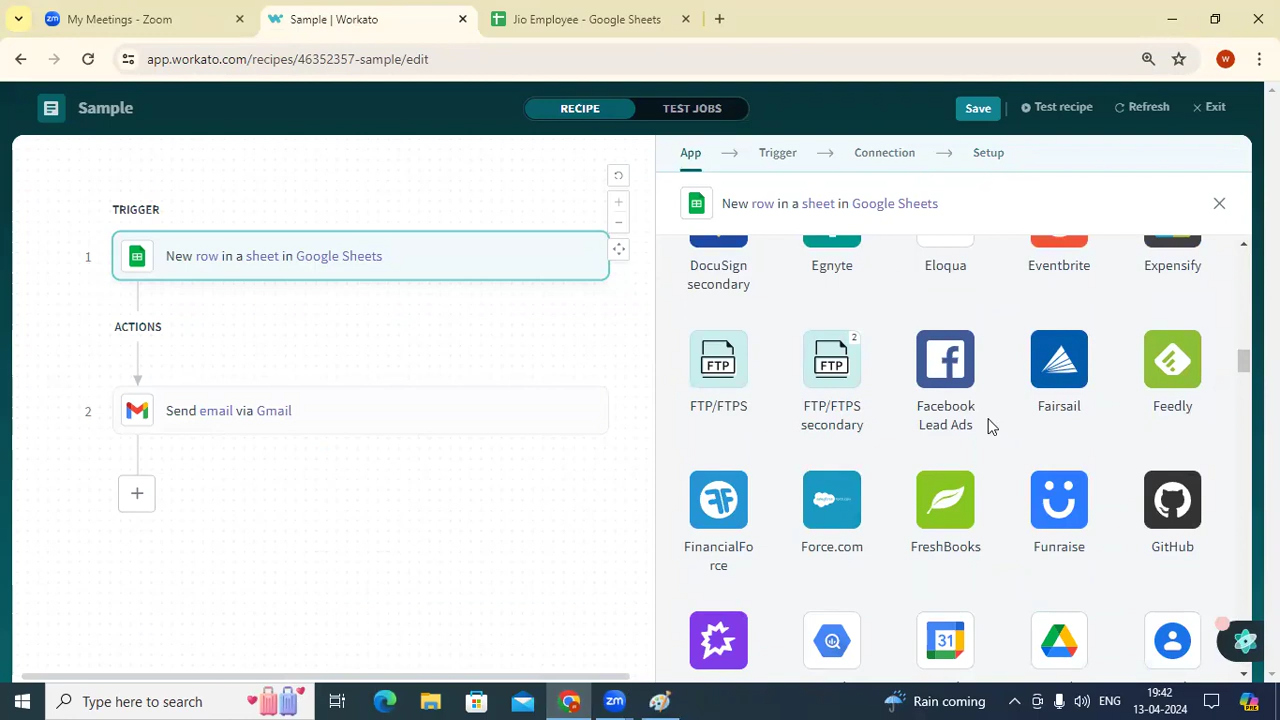 My Meetings - Zoom
Sample | Workato
Jio Employee - Google Sheets
app.workato.com/recipes/46352357-sample/edit
W
Sample
RECIPE
TEST JOBS
Save
Test recipe
Refresh
Exit
App
Trigger
Connection
Setup
New row in a sheet in Google Sheets
TRIGGER
1
New row in a sheet in Google Sheets
ACTIONS
2
Send email via Gmail
DocuSign
secondary
Egnyte
Eloqua
Eventbrite
Expensify
FTP
FTP
2
FTP/FTPS
FTP/FTPS
secondary
Facebook
Lead Ads
Fairsail
Feedly
FinancialFo
rce
Force.com
FreshBooks
Funraise
GitHub
31
Type here to search
Rain coming
ENG
19:42
13-04-2024